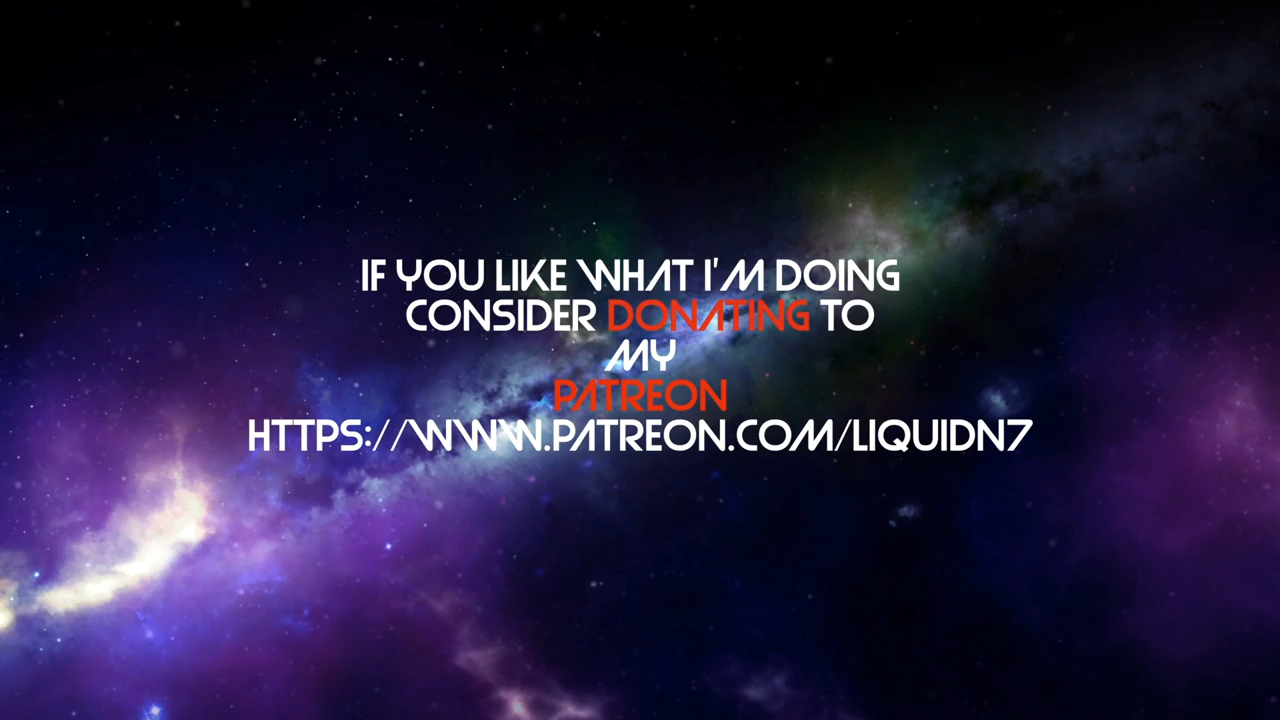 IF YOU LIKE WHAT I'M DOING
CONSIDER DONATING TO
MY
PATREON
HTTPS://WWW.PATREON.COM/LIQUIDN7